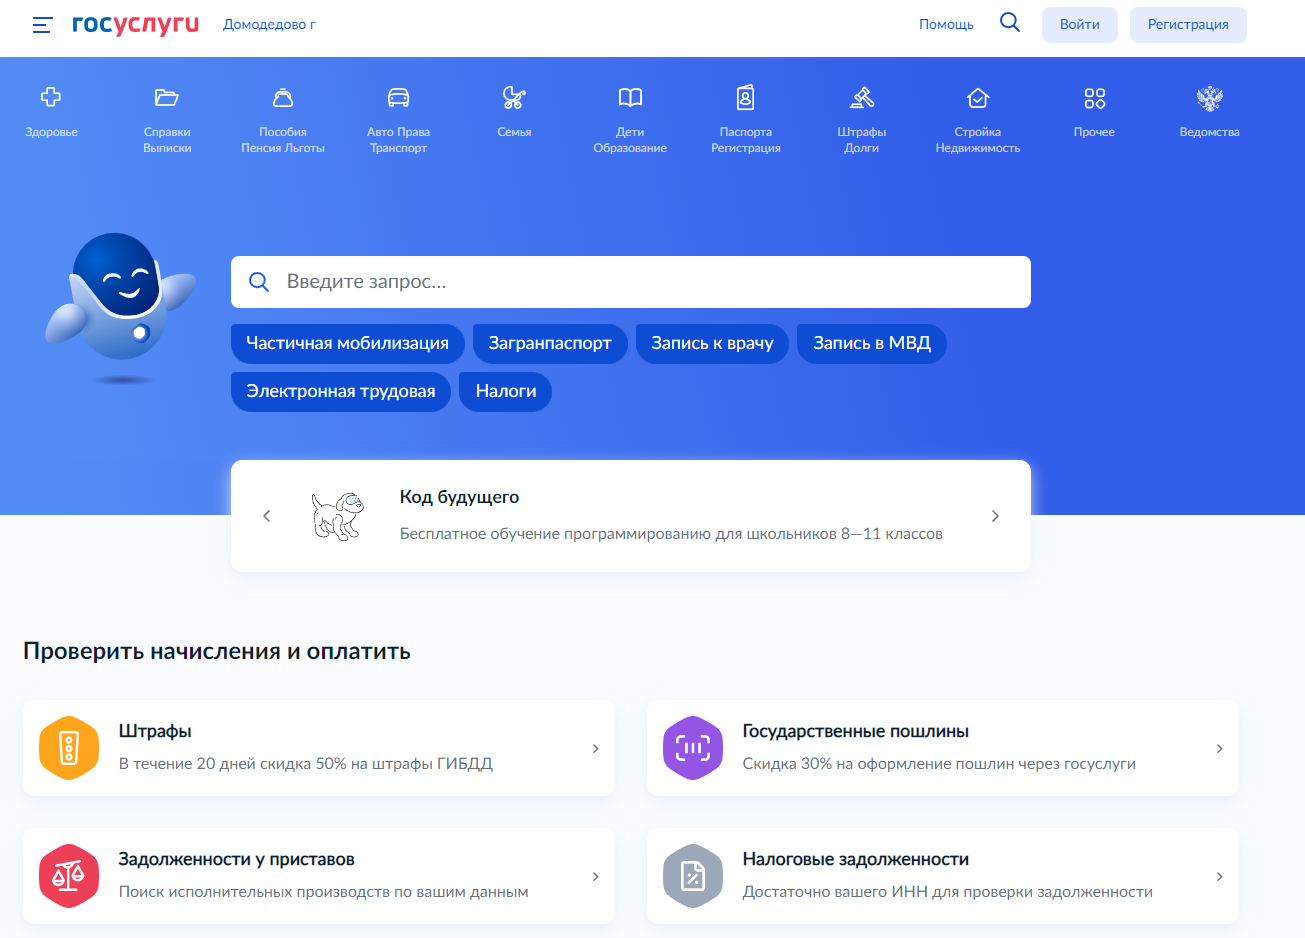 госуслуги Домодедово г Помощь Войти Регистрация
Здоровье Справки Пособия Авто Права Семья Дети Паспорта Штрафы Стройка Прочее Ведомства
Выписки Пенсия Льготы Транспорт Образование Регистрация Долги Недвижимость
Введите запрос...
Частичная мобилизация Загранпаспорт Запись к врачу Запись в МВД
Электронная трудовая Налоги
Код будущего
Бесплатное обучение программированию для школьников 8—11 классов
Проверить начисления и оплатить
Штрафы
В течение 20 дней скидка 50% на штрафы ГИБДД
Государственные пошлины
Скидка 30% на оформление пошлин через госуслуги
Задолженности у приставов
Поиск исполнительных производств по вашим данным
Налоговые задолженности
Достаточно вашего ИНН для проверки задолженности